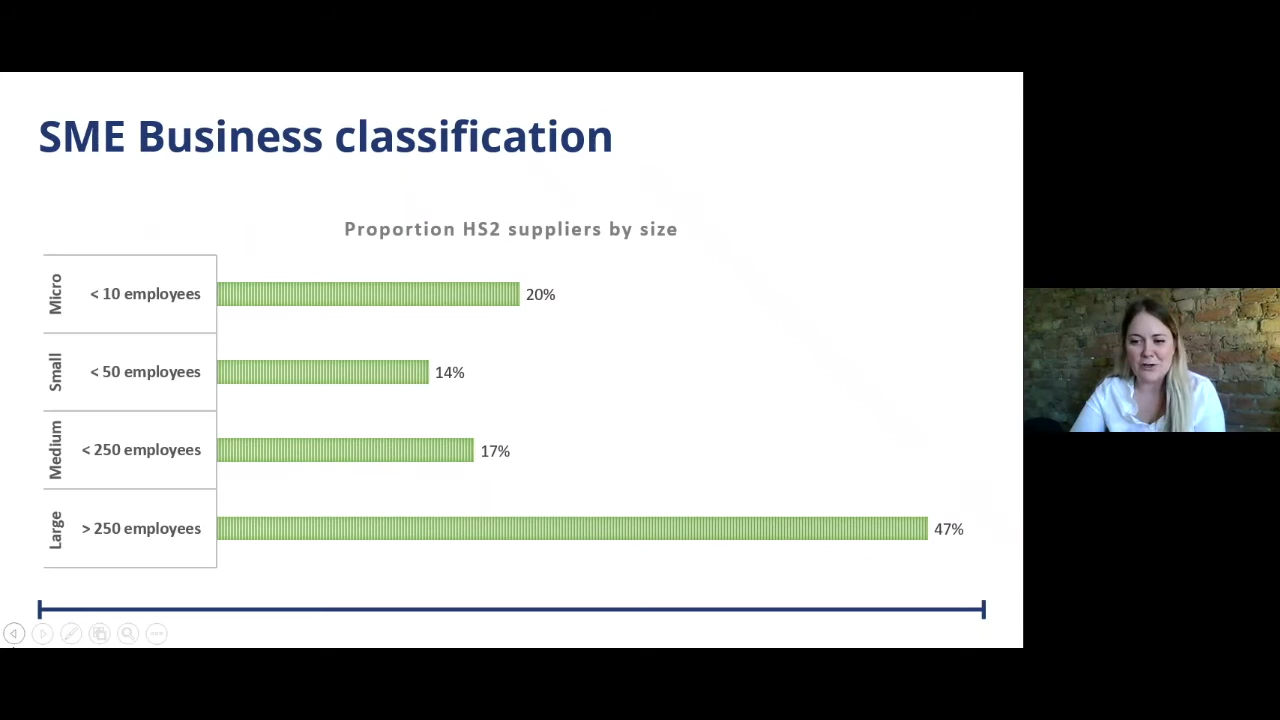 SME Business classification
Proportion HS2 suppliers by size
Micro < 10 employees 20%
Small < 50 employees 14%
Medium < 250 employees 17%
Large > 250 employees 47%